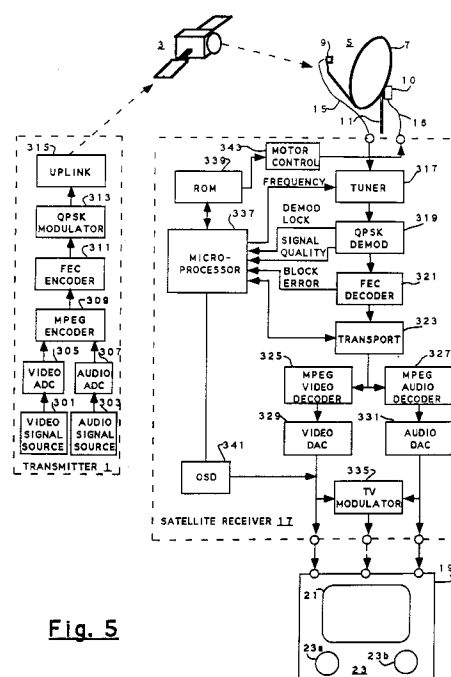 3
9
5
7
10
15
11
16
315
UPLINK
313
QPSK
MODULATOR
311
FEC
ENCODER
309
MPEG
ENCODER
305
307
VIDEO
ADC
AUDIO
ADC
301
303
VIDEO
SIGNAL
SOURCE
AUDIO
SIGNAL
SOURCE
TRANSMITTER 1
343
MOTOR
CONTROL
339
ROM
337
FREQUENCY
317
TUNER
DEMOD
LOCK
319
QPSK
DEMOD
SIGNAL
QUALITY
MICRO-
PROCESSOR
BLOCK
ERROR
321
FEC
DECODER
323
TRANSPORT
325
327
MPEG
VIDEO
DECODER
MPEG
AUDIO
DECODER
329
331
VIDEO
DAC
AUDIO
DAC
341
OSD
335
TV
MODULATOR
SATELLITE RECEIVER 17
19
21
23a
23b
23
Fig. 5